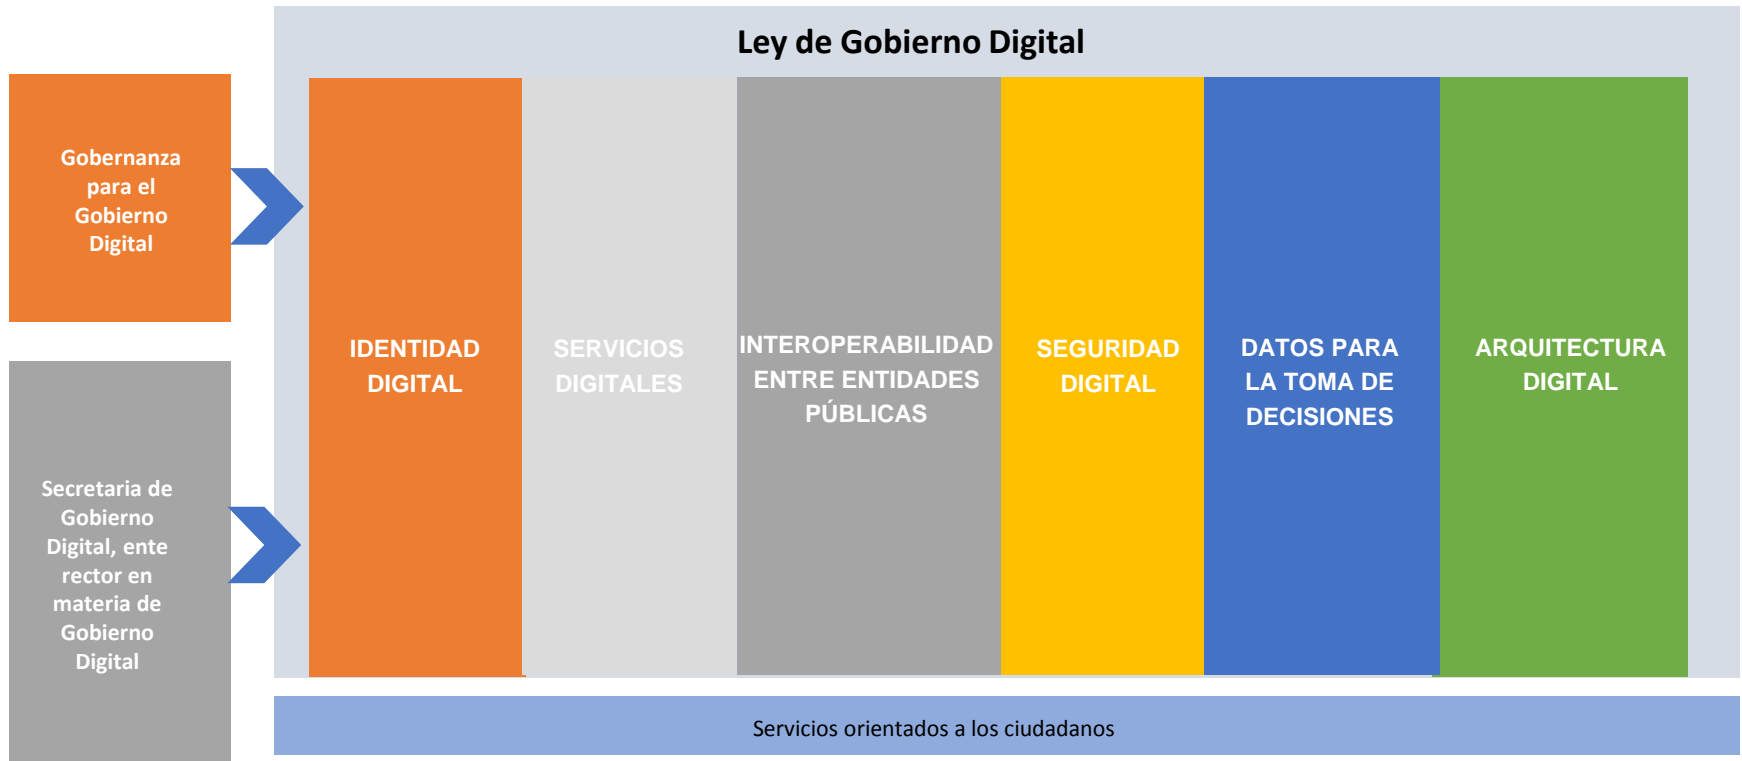 Ley de Gobierno Digital
Gobernanza
para el
Gobierno
Digital
Secretaria de
Gobierno
Digital, ente
rector en
materia de
Gobierno
Digital
IDENTIDAD
DIGITAL
SERVICIOS
DIGITALES
INTEROPERABILIDAD
ENTRE ENTIDADES
PÚBLICAS
SEGURIDAD
DIGITAL
DATOS PARA
LA TOMA DE
DECISIONES
ARQUITECTURA
DIGITAL
Servicios orientados a los ciudadanos